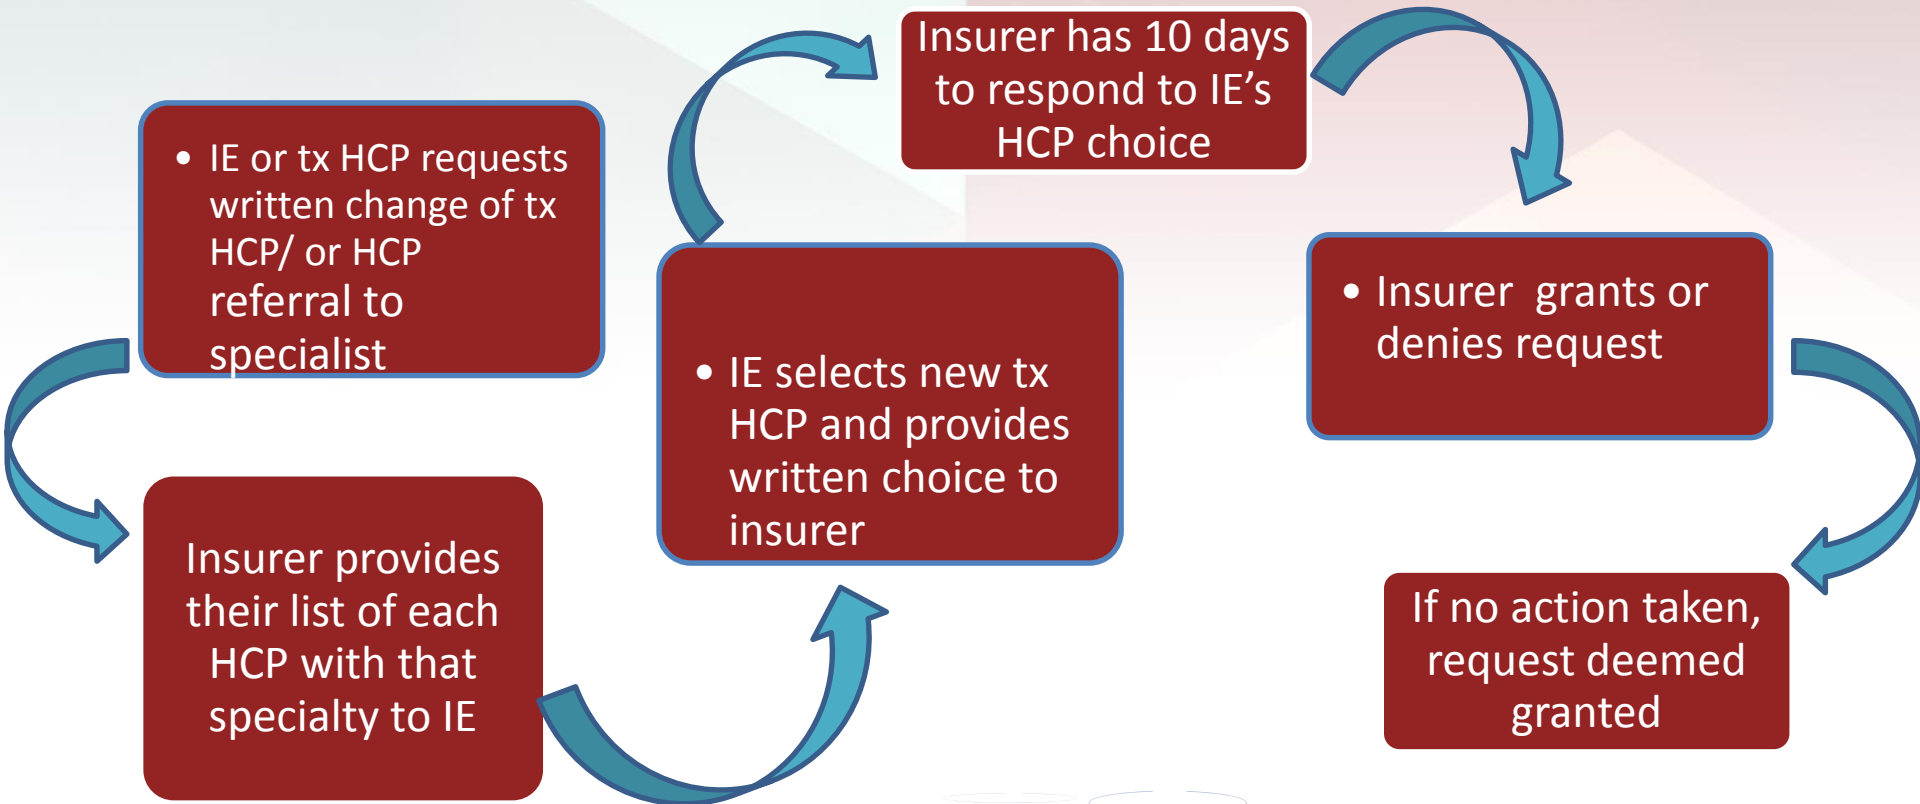 • IE or tx HCP requests
written change of tx
HCP/ or HCP
referral to
specialist
Insurer provides
their list of each
HCP with that
specialty to IE
• IE selects new tx
HCP and provides
written choice to
insurer
Insurer has 10 days
to respond to IE’s
HCP choice
• Insurer  grants or
denies request
If no action taken,
request deemed
granted